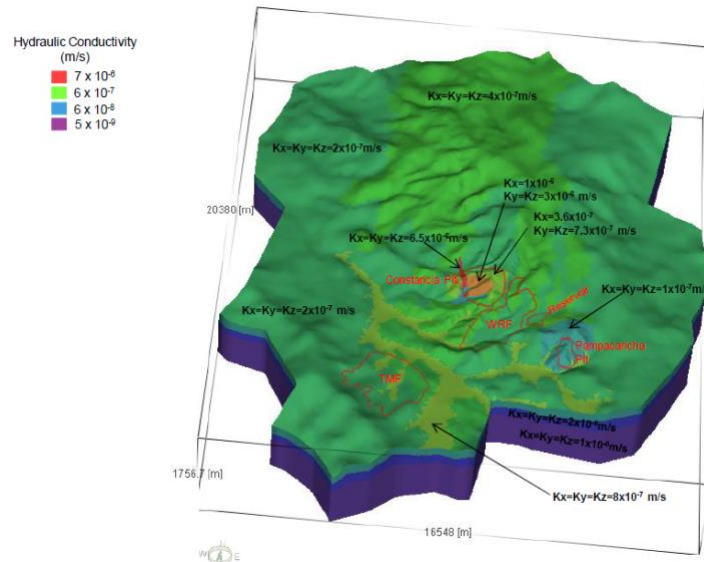 Hydraulic Conductivity
(m/s)
7 x 10⁻⁶
6 x 10⁻⁷
6 x 10⁻⁸
5 x 10⁻⁹
Kx=Ky=Kz=4x10⁻⁷m/s
Kx=Ky=Kz=2x10⁻⁷m/s
Kx=1x10⁻⁶
Ky=Kz=3x10⁻⁶ m/s
20380 [m]
Kx=3.6x10⁻⁷
Ky=Kz=7.3x10⁻⁷ m/s
Kx=Ky=Kz=6.5x10⁻⁶m/s
Constancia Pit
Kx=Ky=Kz=1x10⁻⁷m/s
Reservoir
Kx=Ky=Kz=2x10⁻⁷ m/s
WRF
Pampacancha
Pit
TMF
Kx=Ky=Kz=2x10⁻⁸m/s
Kx=Ky=Kz=1x10⁻⁸m/s
1756.7 [m]
Kx=Ky=Kz=8x10⁻⁷ m/s
16548 [m]
W
E